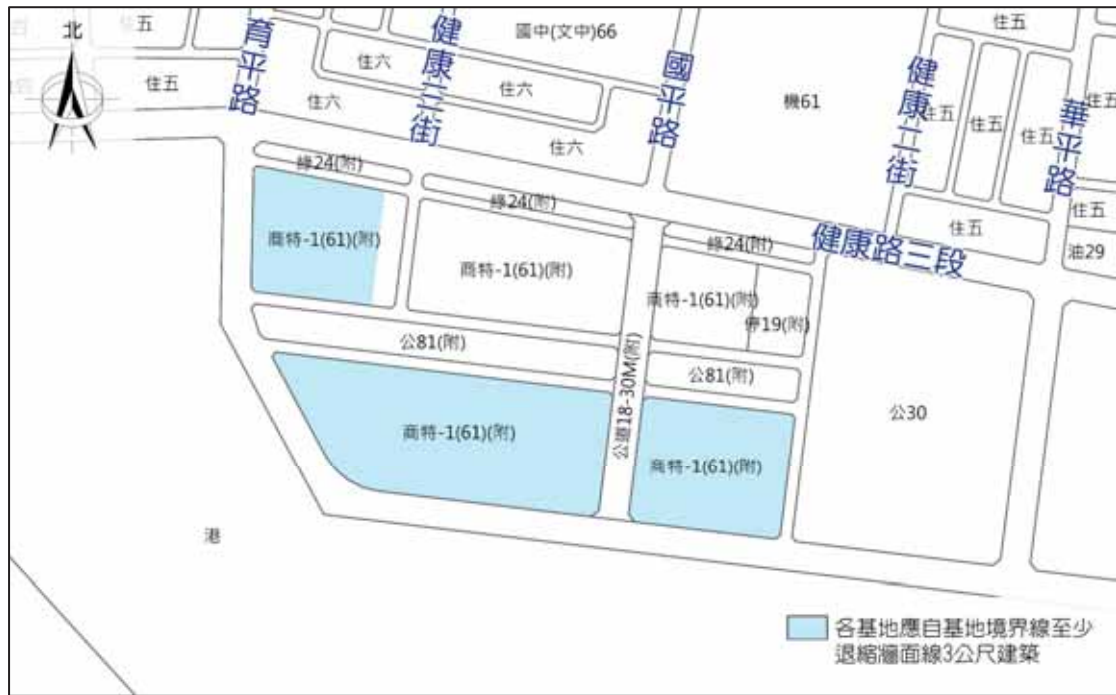 住五
國中(文中)66
住五
北
育平路
健康三街
國平路
健康二街
華平路
住六
住六
住五
住五
住五
住五
住五
機61
住六
住六
住五
住五
綠24(附)
綠24(附)
綠24(附)
健康路三段
油29
商特-1(61)(附)
商特-1(61)(附)
商特-1(61)(附)
停19(附)
公81(附)
公81(附)
公道18-30M(附)
公30
商特-1(61)(附)
商特-1(61)(附)
港
各基地應自基地境界線至少
退縮牆面線3公尺建築